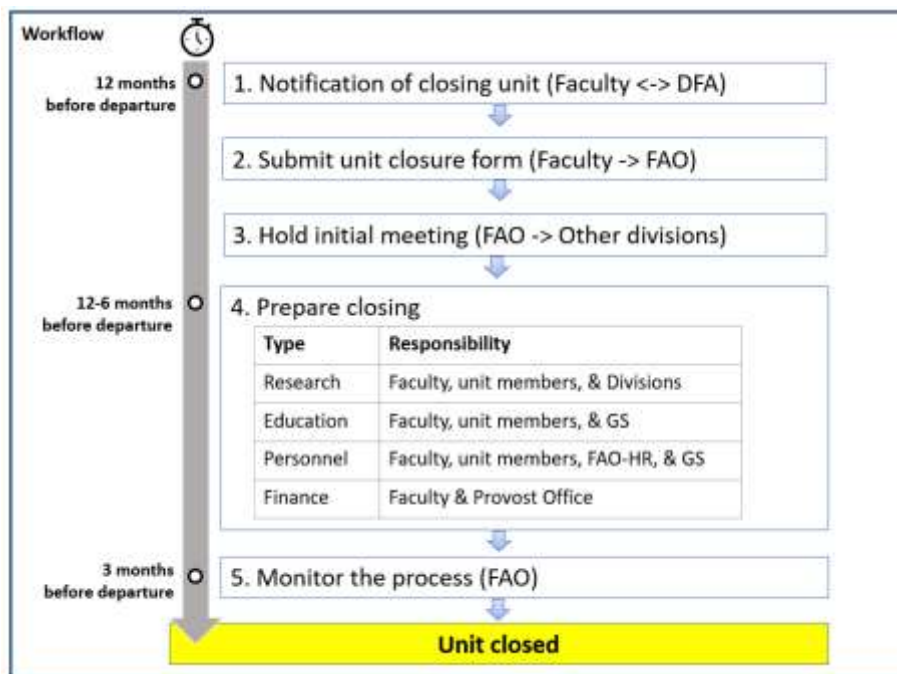 Workflow
12 months
before departure
1. Notification of closing unit (Faculty <-> DFA)
2. Submit unit closure form (Faculty -> FAO)
3. Hold initial meeting (FAO -> Other divisions)
12-6 months
before departure
4. Prepare closing
Type Responsibility
Research Faculty, unit members, & Divisions
Education Faculty, unit members, & GS
Personnel Faculty, unit members, FAO-HR, & GS
Finance Faculty & Provost Office
3 months
before departure
5. Monitor the process (FAO)
Unit closed